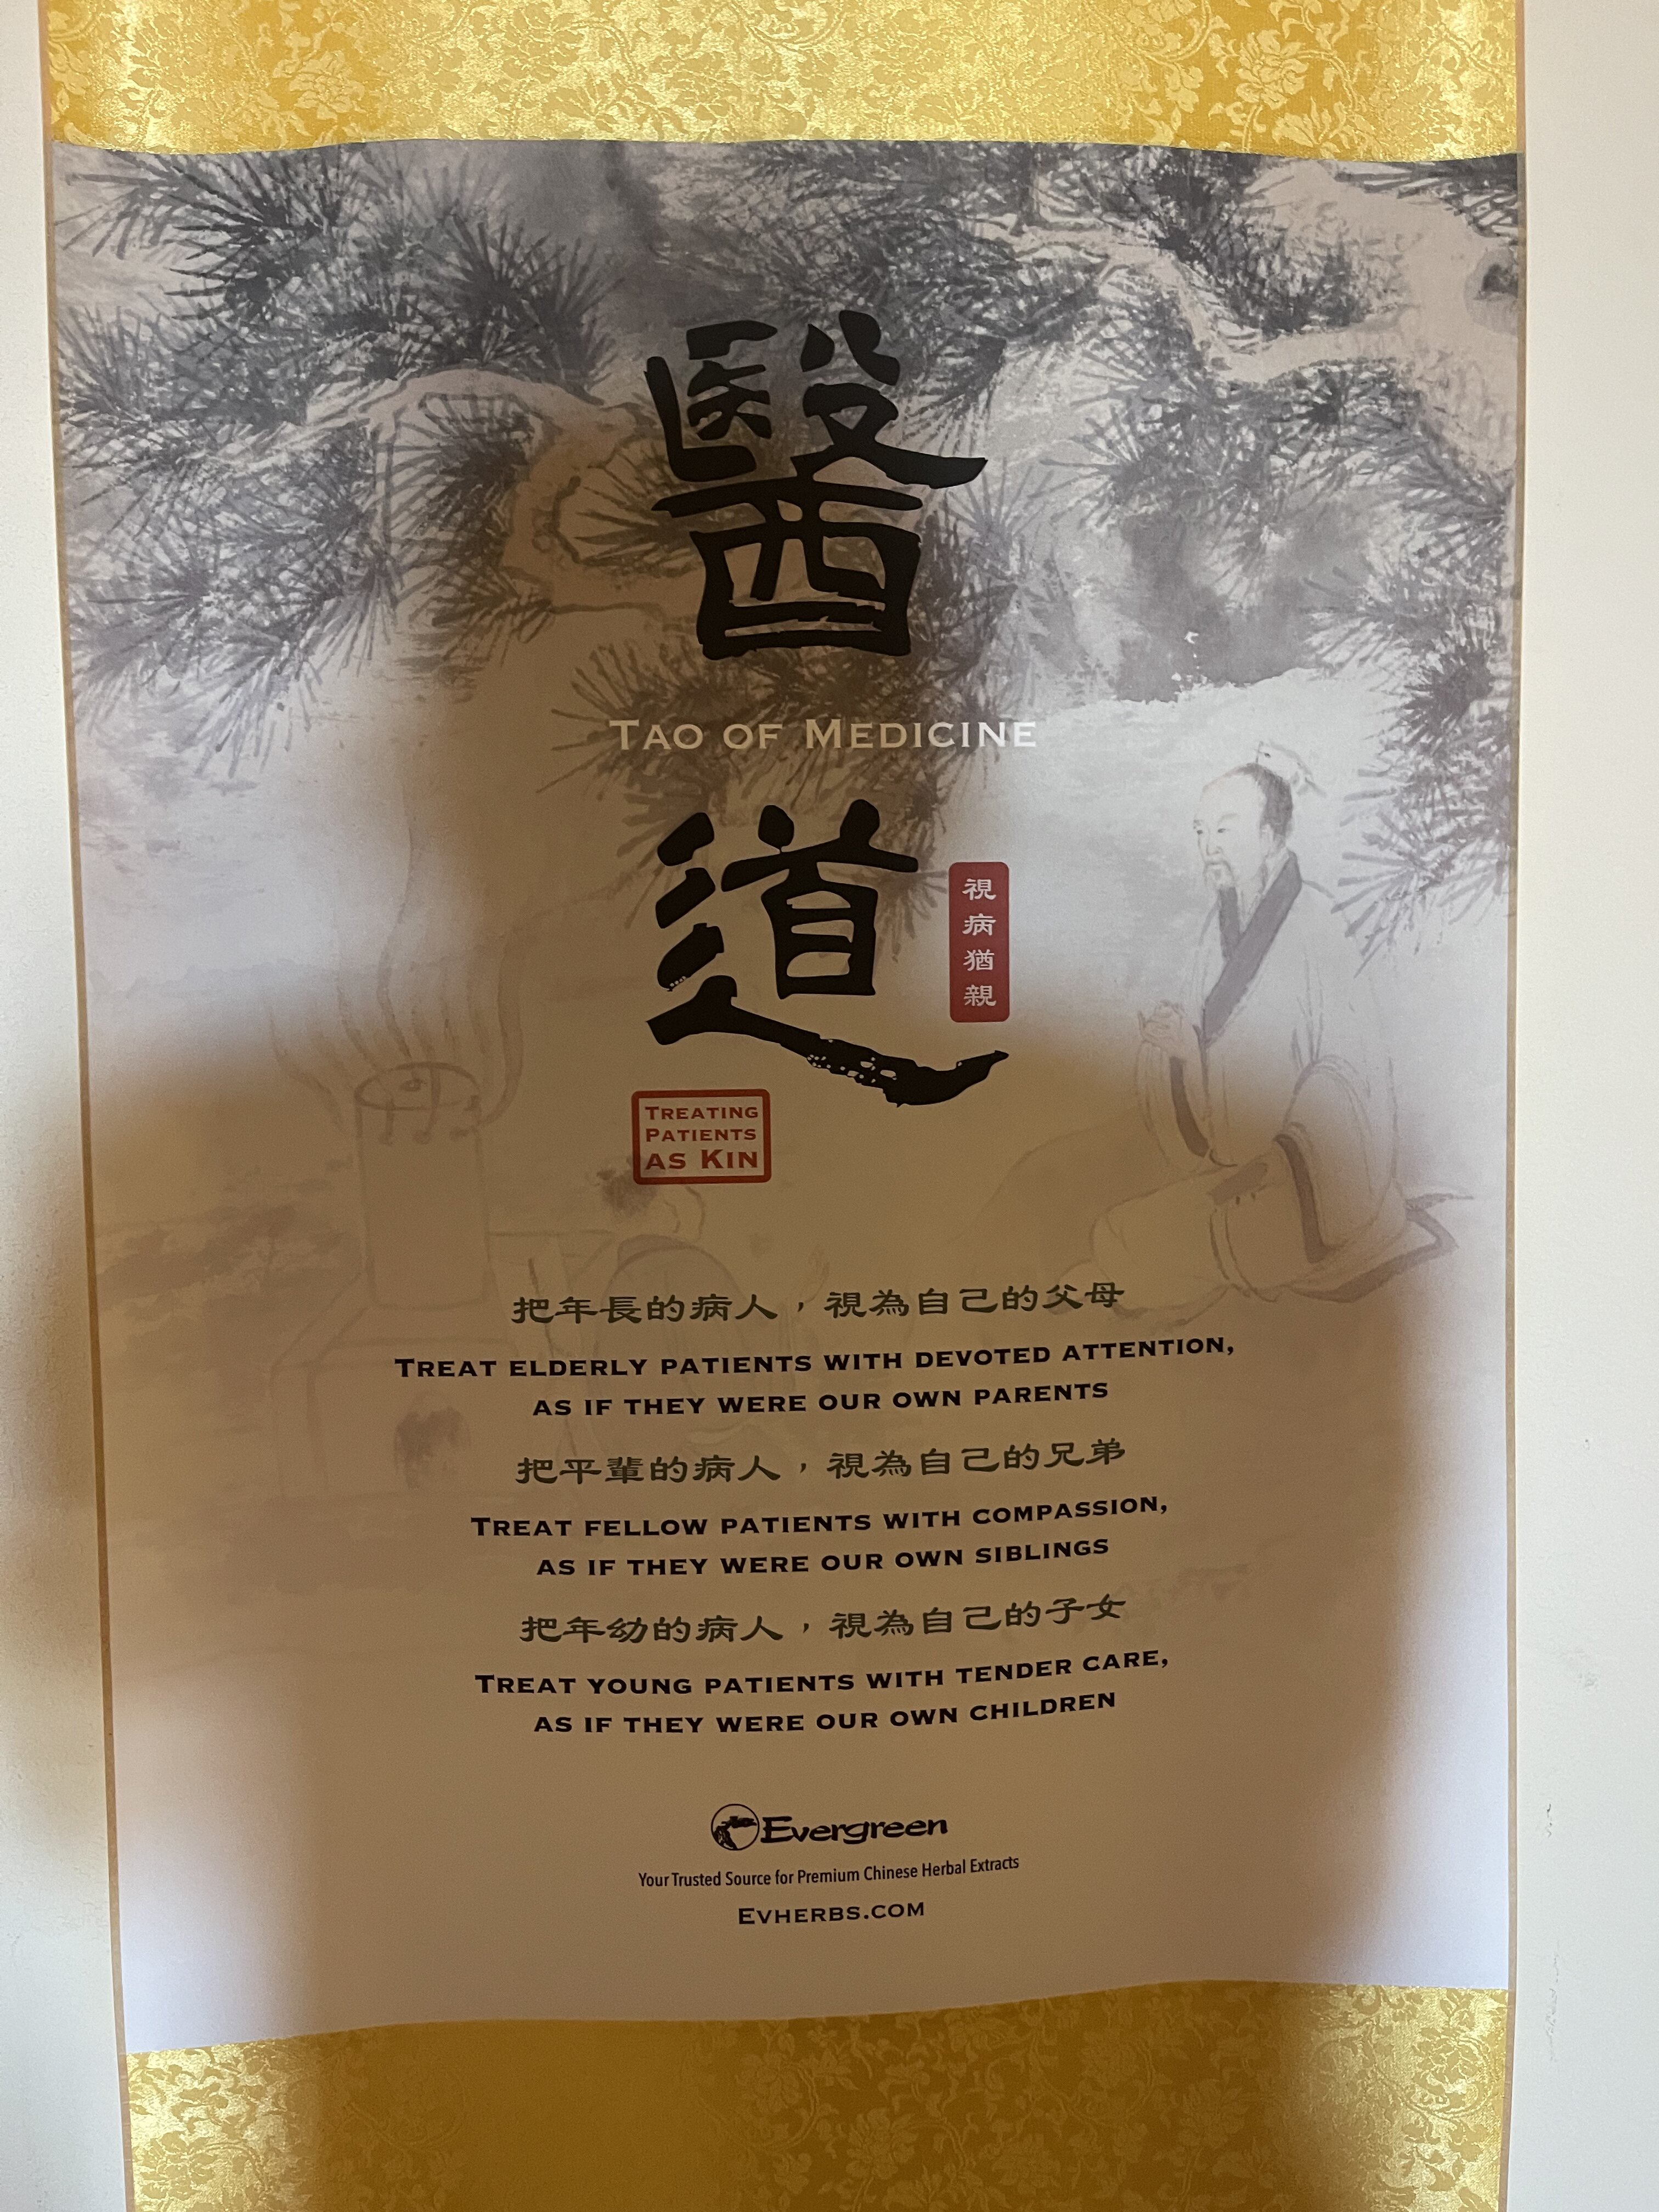 醫
TAO OF MEDICINE
道
視病猶親
TREATING
PATIENTS
AS KIN
把年長的病人，視為自己的父母
TREAT ELDERLY PATIENTS WITH DEVOTED ATTENTION,
AS IF THEY WERE OUR OWN PARENTS
把平輩的病人，視為自己的兄弟
TREAT FELLOW PATIENTS WITH COMPASSION,
AS IF THEY WERE OUR OWN SIBLINGS
把年幼的病人，視為自己的子女
TREAT YOUNG PATIENTS WITH TENDER CARE,
AS IF THEY WERE OUR OWN CHILDREN
Evergreen
Your Trusted Source for Premium Chinese Herbal Extracts
EVHERBS.COM